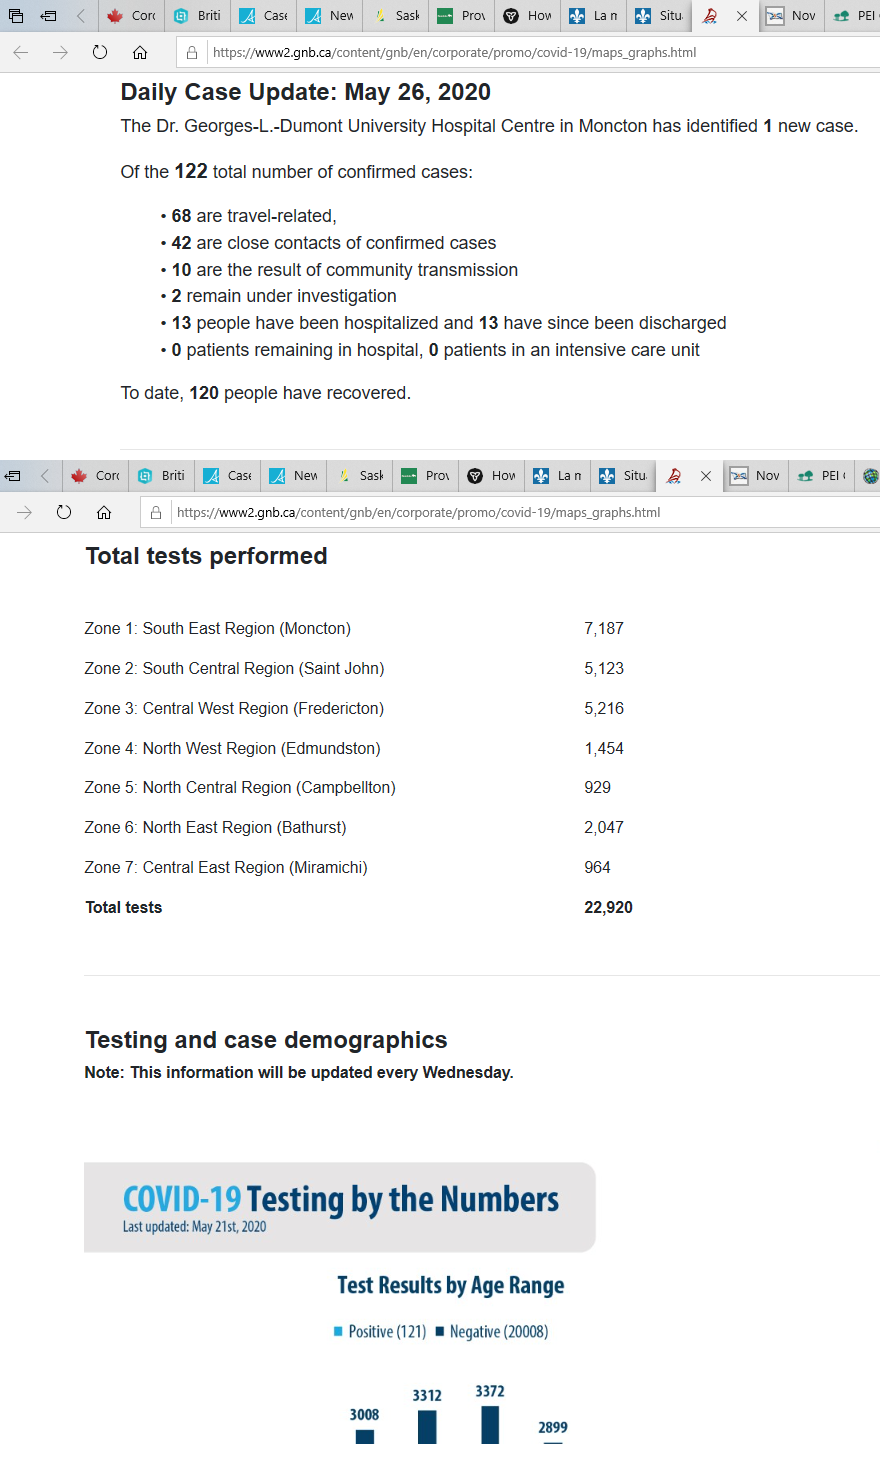 Corc Briti Case New Sask Prov How La n Situ Nov PEI
https://www2.gnb.ca/content/gnb/en/corporate/promo/covid-19/maps_graphs.html
Daily Case Update: May 26, 2020
The Dr. Georges-L.-Dumont University Hospital Centre in Moncton has identified 1 new case.
Of the 122 total number of confirmed cases:
• 68 are travel-related,
• 42 are close contacts of confirmed cases
• 10 are the result of community transmission
• 2 remain under investigation
• 13 people have been hospitalized and 13 have since been discharged
• 0 patients remaining in hospital, 0 patients in an intensive care unit
To date, 120 people have recovered.
Corc Briti Case New Sask Prov How La n Situ Nov PEI
https://www2.gnb.ca/content/gnb/en/corporate/promo/covid-19/maps_graphs.html
Total tests performed
Zone 1: South East Region (Moncton) 7,187
Zone 2: South Central Region (Saint John) 5,123
Zone 3: Central West Region (Fredericton) 5,216
Zone 4: North West Region (Edmundston) 1,454
Zone 5: North Central Region (Campbellton) 929
Zone 6: North East Region (Bathurst) 2,047
Zone 7: Central East Region (Miramichi) 964
Total tests 22,920
Testing and case demographics
Note: This information will be updated every Wednesday.
COVID-19 Testing by the Numbers
Last updated: May 21st, 2020
Test Results by Age Range
Positive (121) Negative (20008)
3008 3312 3372 2899